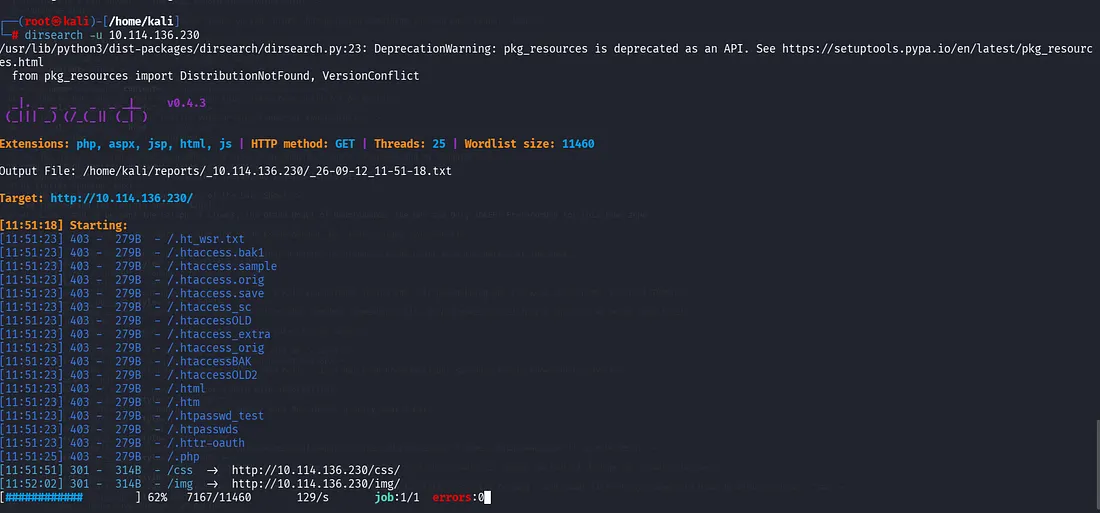 ┌──(root㉿kali)-[/home/kali]
└─# dirsearch -u 10.114.136.230
/usr/lib/python3/dist-packages/dirsearch/dirsearch.py:23: DeprecationWarning: pkg_resources is deprecated as an API. See https://setuptools.pypa.io/en/latest/pkg_resourc
es.html
  from pkg_resources import DistributionNotFound, VersionConflict
  _|. _ _  _  _  _ _|_    v0.4.3
 (_||| _) (/_(_|| (_| )
Extensions: php, aspx, jsp, html, js | HTTP method: GET | Threads: 25 | Wordlist size: 11460
Output File: /home/kali/reports/_10.114.136.230/_26-09-12_11-51-18.txt
Target: http://10.114.136.230/
[11:51:18] Starting:
[11:51:23] 403 -  279B  - /.ht_wsr.txt
[11:51:23] 403 -  279B  - /.htaccess.bak1
[11:51:23] 403 -  279B  - /.htaccess.sample
[11:51:23] 403 -  279B  - /.htaccess.orig
[11:51:23] 403 -  279B  - /.htaccess.save
[11:51:23] 403 -  279B  - /.htaccess_sc
[11:51:23] 403 -  279B  - /.htaccessOLD
[11:51:23] 403 -  279B  - /.htaccess_extra
[11:51:23] 403 -  279B  - /.htaccess_orig
[11:51:23] 403 -  279B  - /.htaccessBAK
[11:51:23] 403 -  279B  - /.htaccessOLD2
[11:51:23] 403 -  279B  - /.html
[11:51:23] 403 -  279B  - /.htm
[11:51:23] 403 -  279B  - /.htpasswd_test
[11:51:23] 403 -  279B  - /.htpasswds
[11:51:23] 403 -  279B  - /.httr-oauth
[11:51:25] 403 -  279B  - /.php
[11:51:51] 301 -  314B  - /css  →  http://10.114.136.230/css/
[11:52:02] 301 -  314B  - /img  →  http://10.114.136.230/img/
[############        ] 62%   7167/11460       129/s       job:1/1  errors:0